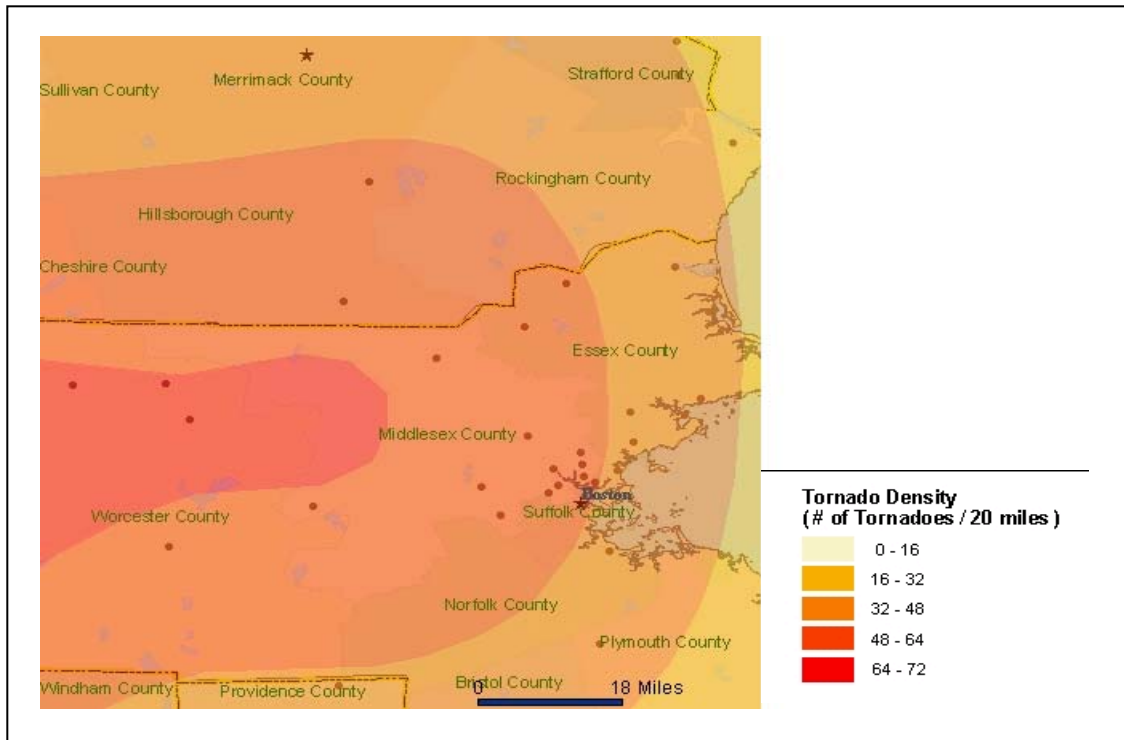 Merrimack County
Strafford County
Sullivan County
Rockingham County
Hillsborough County
Cheshire County
Essex County
Middlesex County
Boston
Suffolk County
Worcester County
Norfolk County
Plymouth County
Windham County
Providence County
Bristol County
0 18 Miles
Tornado Density
(# of Tornadoes / 20 miles )
0 - 16
16 - 32
32 - 48
48 - 64
64 - 72